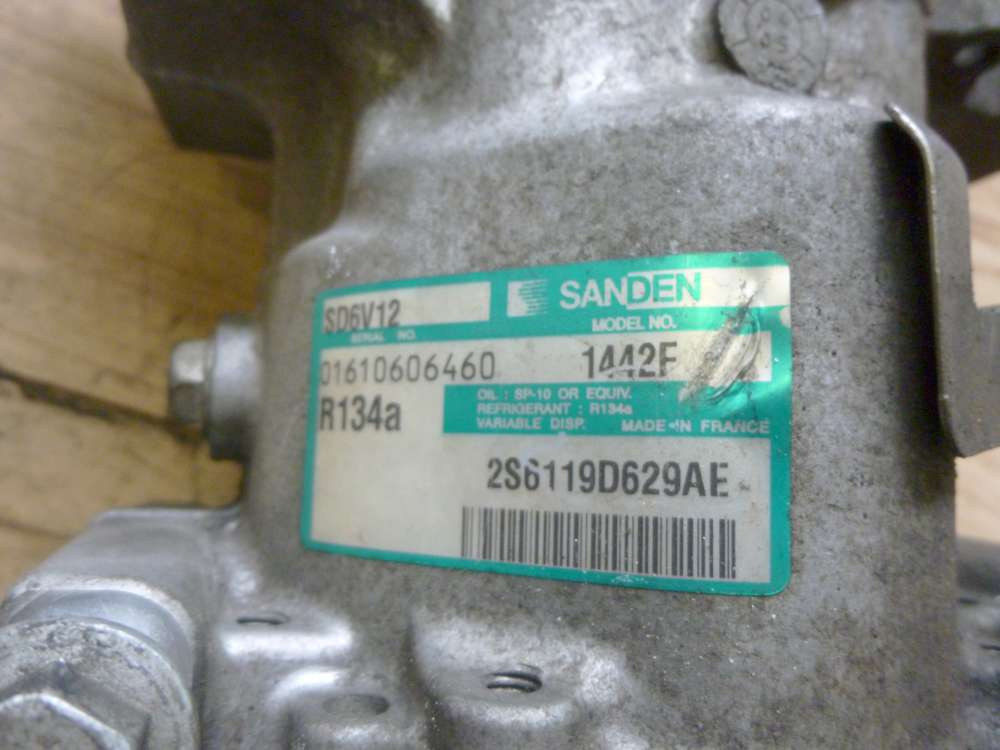 SD6V12
SANDEN
SERIAL NO.
MODEL NO.
01610606460
1442F
R134a
OIL : SP-10 OR EQUIV.
REFRIGERANT : R134a
VARIABLE DISP. MADE IN FRANCE
2S6119D629AE